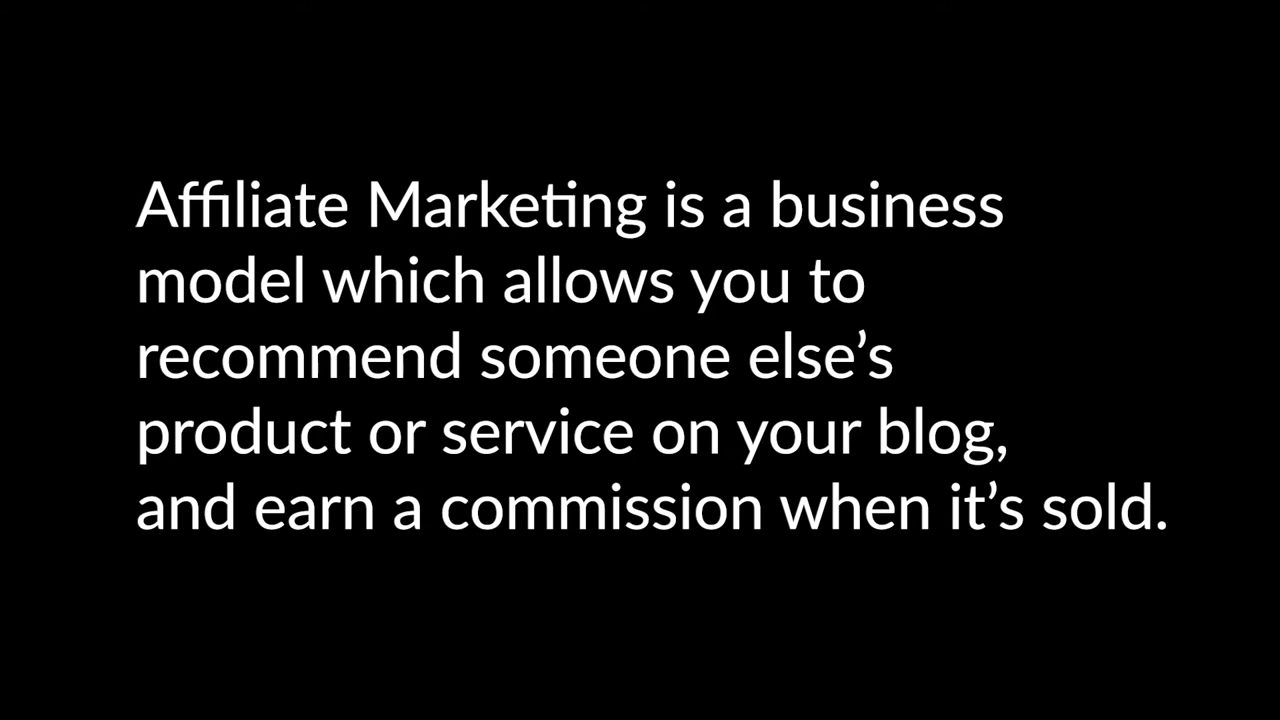 Affiliate Marketing is a business
model which allows you to
recommend someone else’s
product or service on your blog,
and earn a commission when it’s sold.